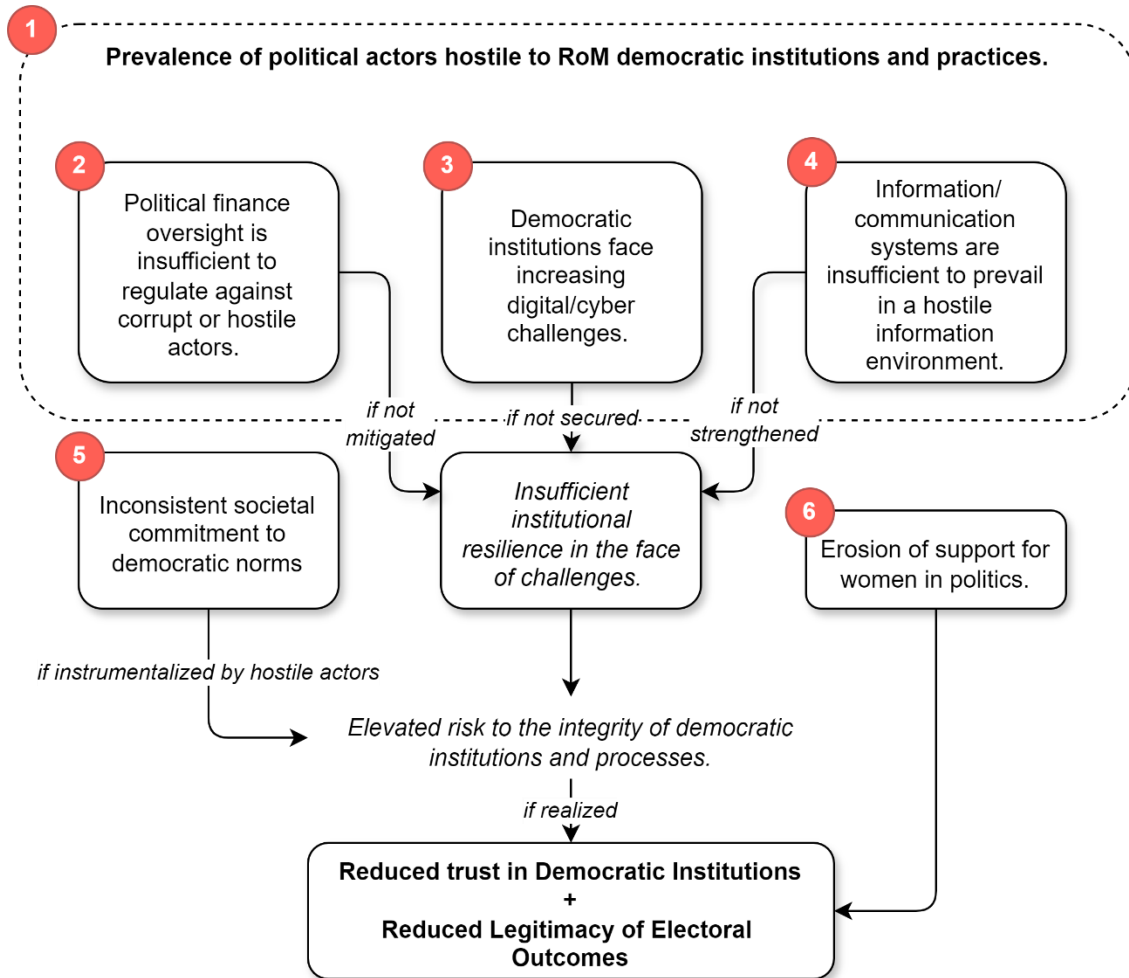 1
Prevalence of political actors hostile to RoM democratic institutions and practices.
2
Political finance
oversight is
insufficient to
regulate against
corrupt or hostile
actors.
3
Democratic
institutions face
increasing
digital/cyber
challenges.
4
Information/
communication
systems are
insufficient to prevail
in a hostile
information
environment.
if not
mitigated
if not secured
if not
strengthened
5
Inconsistent societal
commitment to
democratic norms
Insufficient
institutional
resilience in the face
of challenges.
6
Erosion of support for
women in politics.
if instrumentalized by hostile actors
Elevated risk to the integrity of democratic
institutions and processes.
if realized
Reduced trust in Democratic Institutions
+
Reduced Legitimacy of Electoral
Outcomes